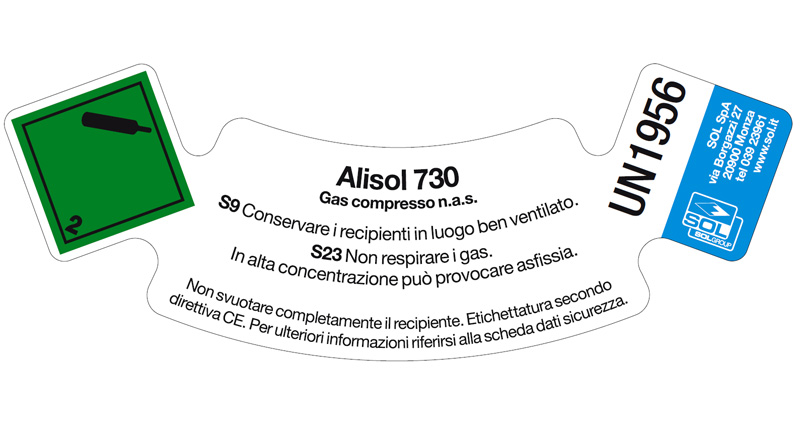 2
Alisol 730
Gas compresso n.a.s.
S9 Conservare i recipienti in luogo ben ventilato.
S23 Non respirare i gas.
In alta concentrazione può provocare asfissia.
Non svuotare completamente il recipiente. Etichettatura secondo
direttiva CE. Per ulteriori informazioni riferirsi alla scheda dati sicurezza.
UN1956
SOL SpA
via Borgazzi 27
20900 Monza
tel 039 23961
www.sol.it
SOL
SOLGROUP